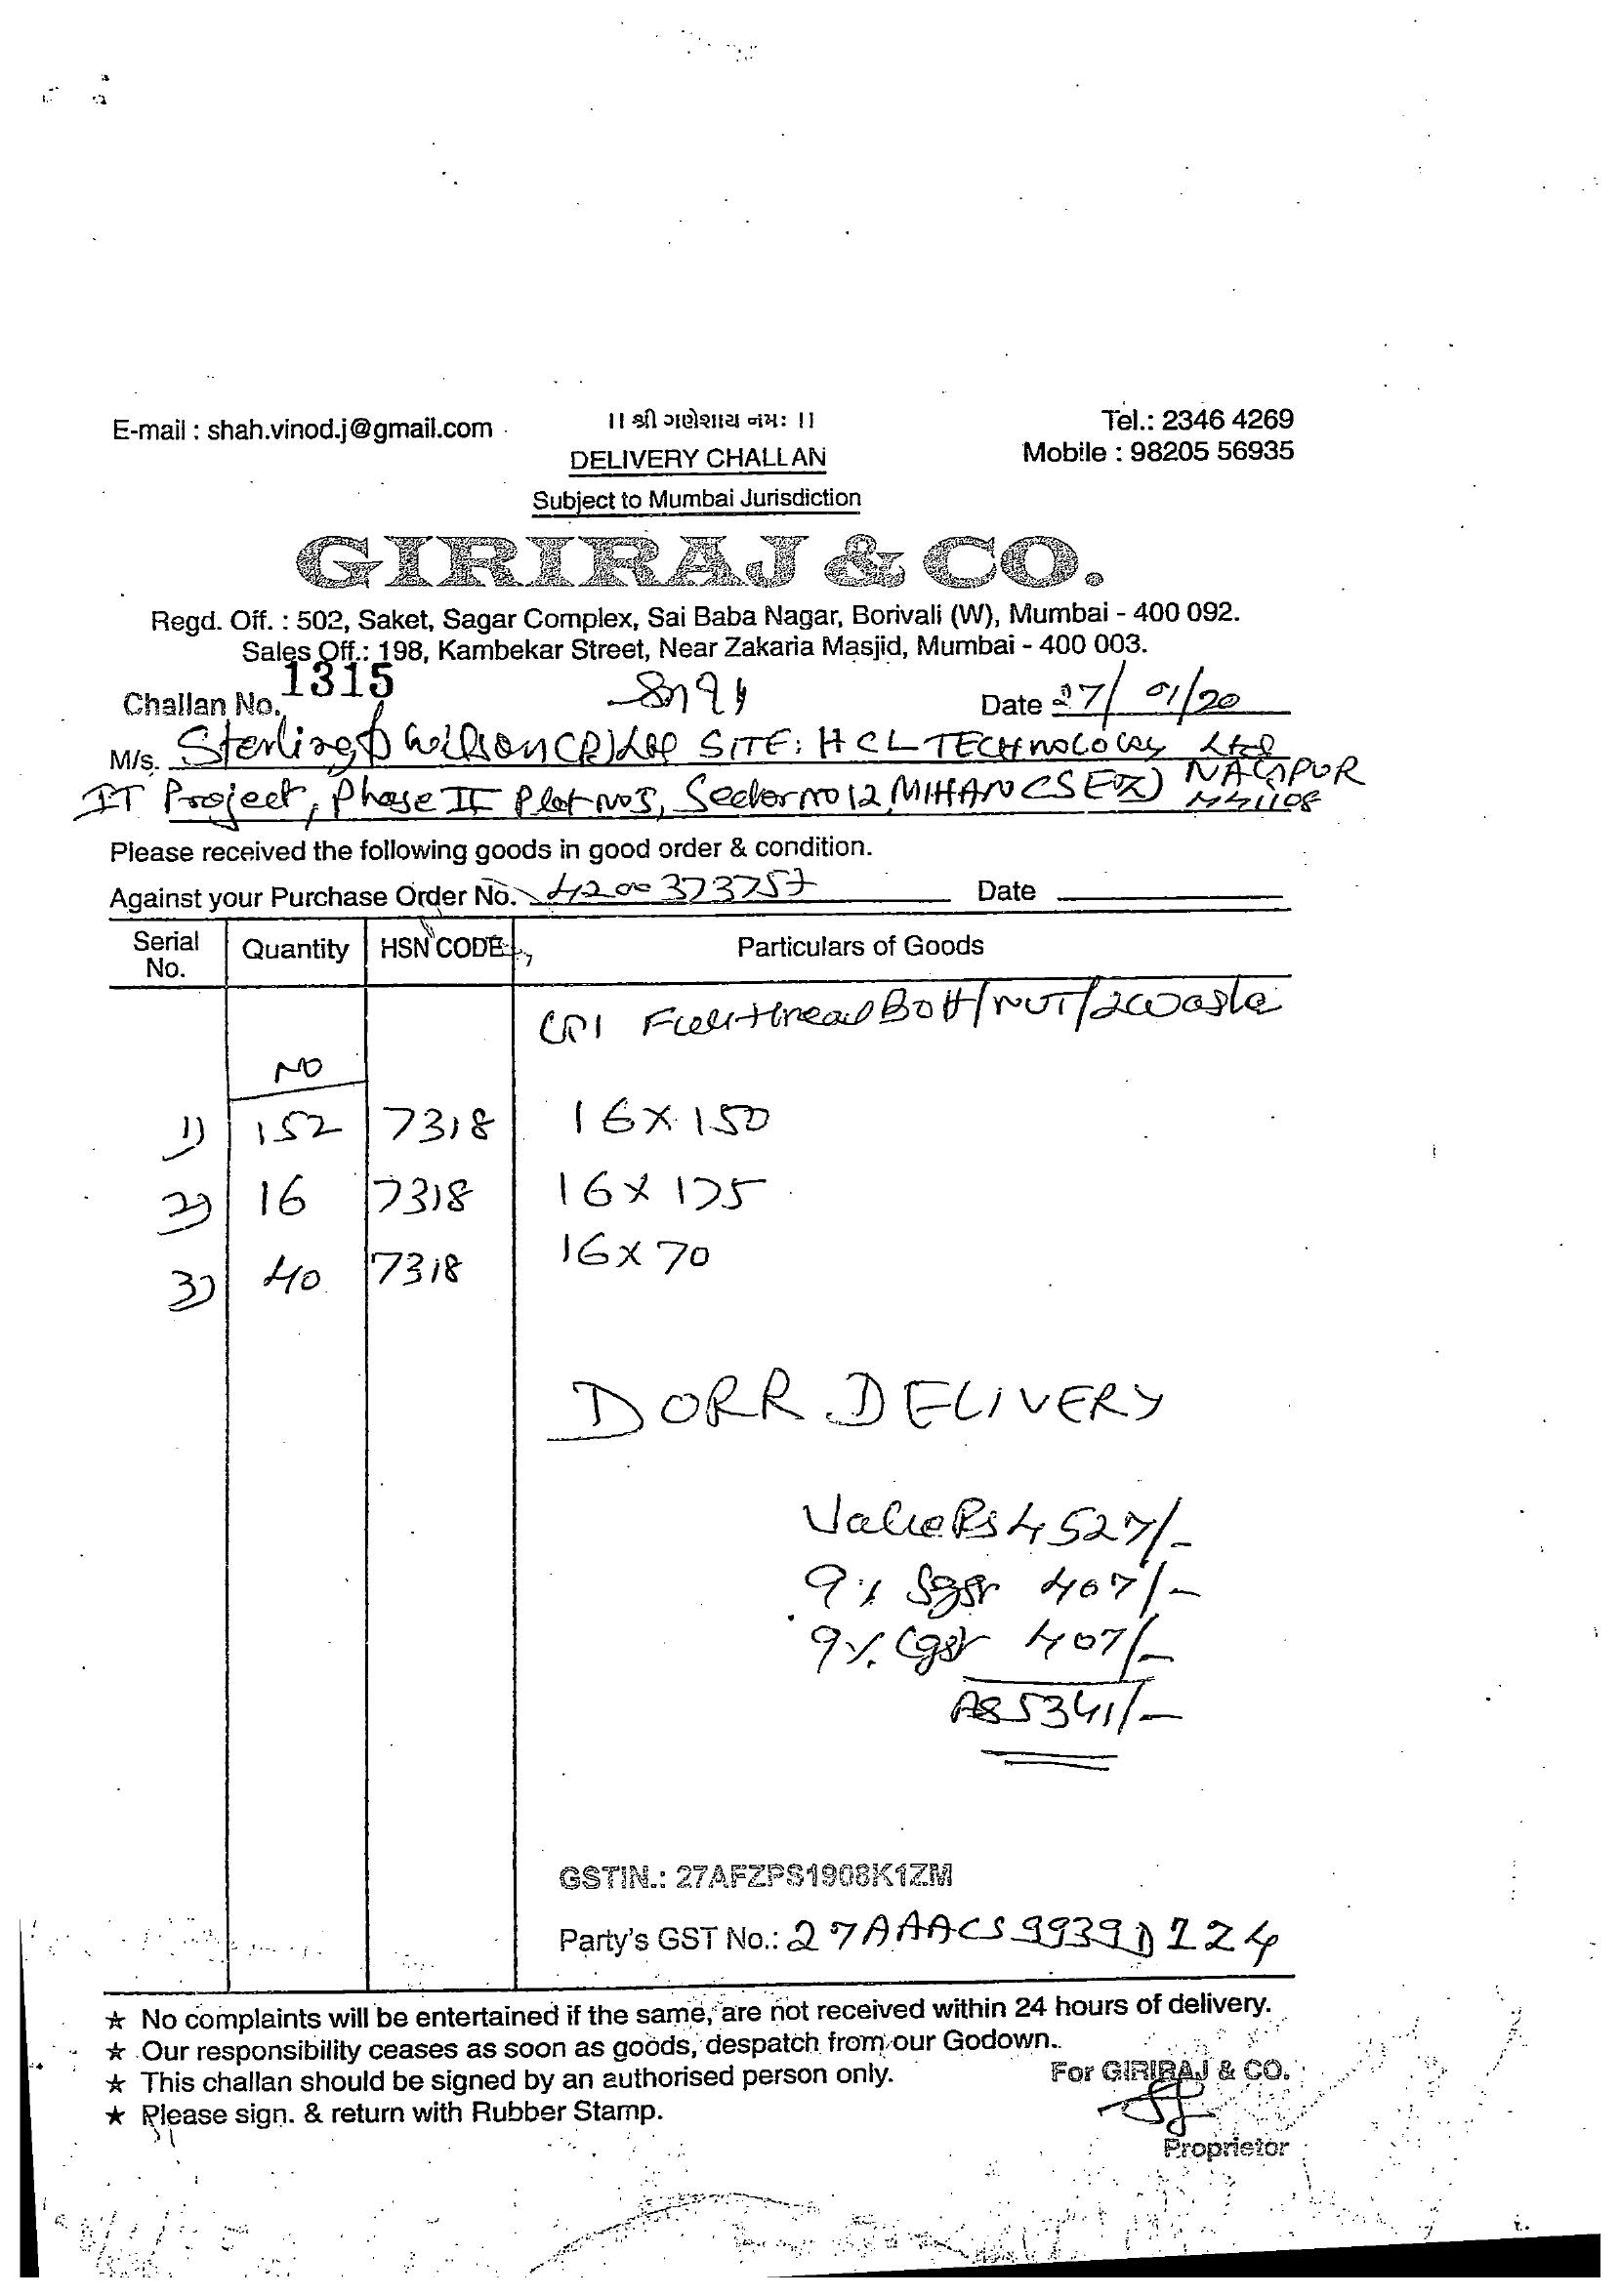 E-mail : shah.vinod.j@gmail.com
।। શ્રી ગણેશાય નમઃ ।।
Tel.: 2346 4269
DELIVERY CHALLAN
Mobile : 98205 56935
Subject to Mumbai Jurisdiction
GIRIRAJ & CO.
Regd. Off. : 502, Saket, Sagar Complex, Sai Baba Nagar, Borivali (W), Mumbai - 400 092.
Sales Off.: 198, Kambekar Street, Near Zakaria Masjid, Mumbai - 400 003.
Challan No. 1315 Date 27/01/20
M/s. Sterling & Wilson (P) Ltd SITE: HCL TECHNOLOGY Ltd
IT Project, Phase II Plot No 5, Sector no 12, MIHAN (SEZ) NAGPUR
Please received the following goods in good order & condition.
Against your Purchase Order No. 4200373757 Date
Serial No. Quantity HSN CODE Particulars of Goods
Full thread Bolt/NUT/2
NO
1) 152 7318 16 X 150
2) 16 7318 16 X 175
3) 40 7318 16 X 70
DORR DELIVERY
Value Rs 4527/-
9% Sgst 407/-
9% Cgst 407/-
Rs 5341/-
GSTIN.: 27AFZPS1908K1ZM
Party's GST No.: 27AAACS9939D1Z4
★ No complaints will be entertained if the same, are not received within 24 hours of delivery.
★ Our responsibility ceases as soon as goods, despatch from our Godown.
★ This challan should be signed by an authorised person only.
For GIRIRAJ & CO.
★ Please sign. & return with Rubber Stamp.
Proprietor